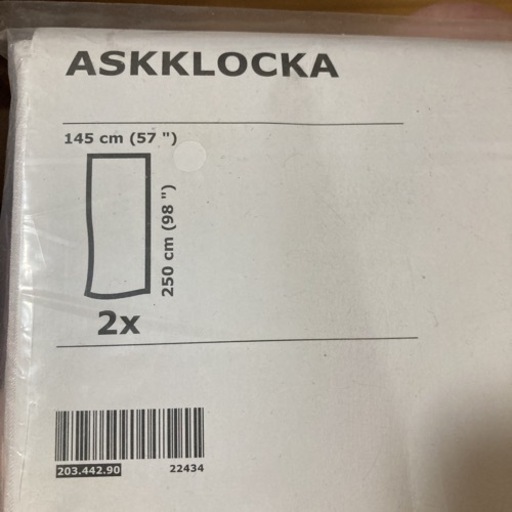 ASKKLOCKA
145 cm (57 ")
250 cm (98 ")
2x
203.442.90 22434